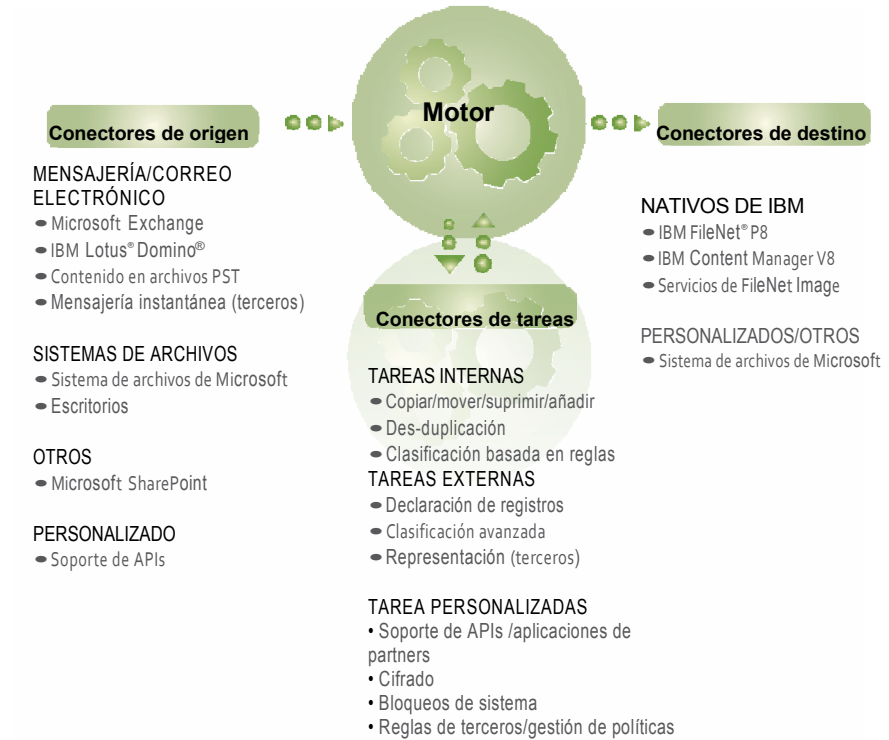 Motor
Conectores de origen
MENSAJERÍA/CORREO
ELECTRÓNICO
• Microsoft Exchange
• IBM Lotus® Domino®
• Contenido en archivos PST
• Mensajería instantánea (terceros)
SISTEMAS DE ARCHIVOS
• Sistema de archivos de Microsoft
• Escritorios
OTROS
• Microsoft SharePoint
PERSONALIZADO
• Soporte de APIs
Conectores de tareas
TAREAS INTERNAS
• Copiar/mover/suprimir/añadir
• Des-duplicación
• Clasificación basada en reglas
TAREAS EXTERNAS
• Declaración de registros
• Clasificación avanzada
• Representación (terceros)
TAREA PERSONALIZADAS
• Soporte de APIs /aplicaciones de
partners
• Cifrado
• Bloqueos de sistema
• Reglas de terceros/gestión de políticas
Conectores de destino
NATIVOS DE IBM
• IBM FileNet® P8
• IBM Content Manager V8
• Servicios de FileNet Image
PERSONALIZADOS/OTROS
• Sistema de archivos de Microsoft